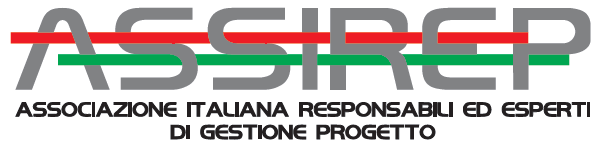 ASSIREP
ASSOCIAZIONE ITALIANA RESPONSABILI ED ESPERTI
DI GESTIONE PROGETTO